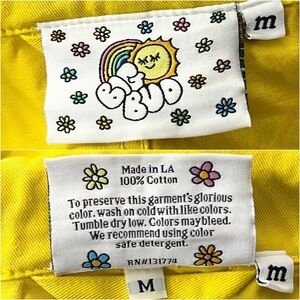 m
BIG BUD
Made in LA
100% Cotton
To preserve this garment's glorious
color, wash on cold with like colors.
Tumble dry low. Colors may bleed.
We recommend using color
safe detergent.
RN#131774
m
M